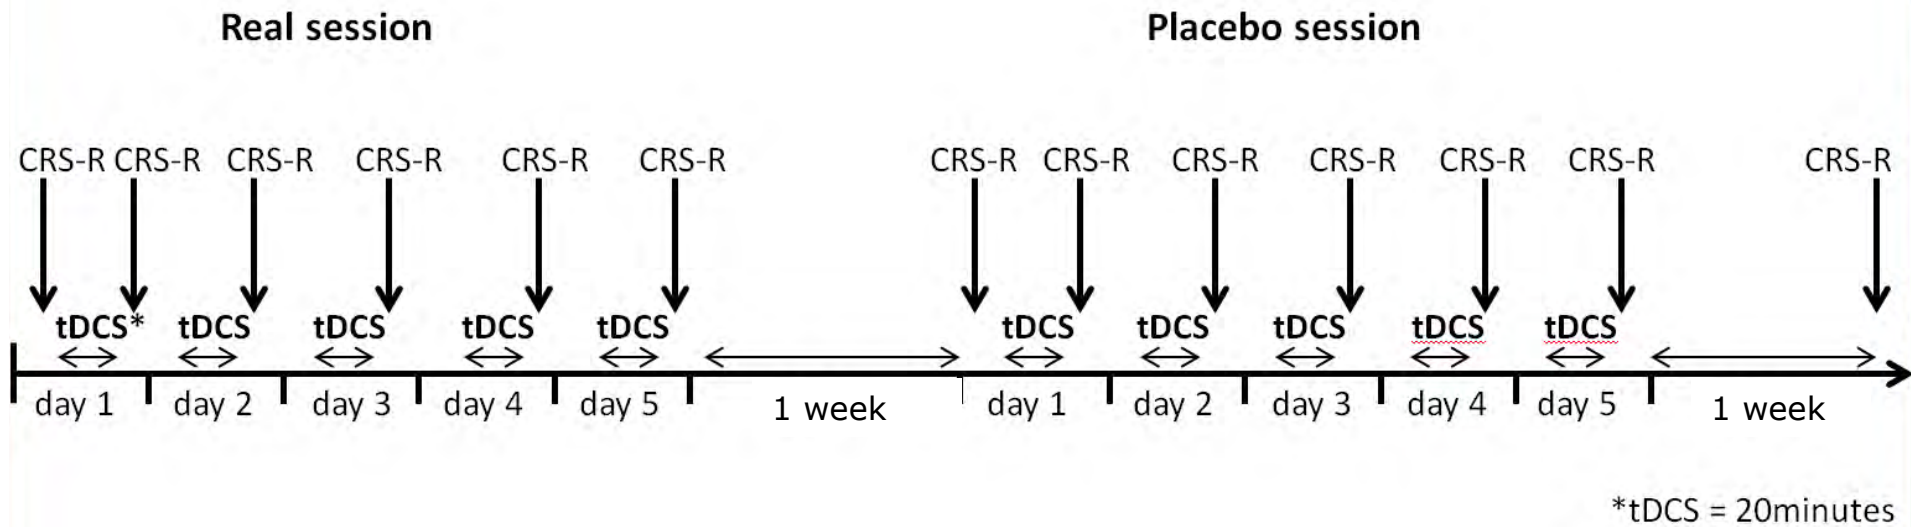 Real session Placebo session
CRS-R CRS-R CRS-R CRS-R CRS-R CRS-R CRS-R CRS-R CRS-R CRS-R CRS-R CRS-R CRS-R
tDCS* tDCS tDCS tDCS tDCS tDCS tDCS tDCS tDCS tDCS
day 1 day 2 day 3 day 4 day 5 1 week day 1 day 2 day 3 day 4 day 5 1 week
*tDCS = 20minutes